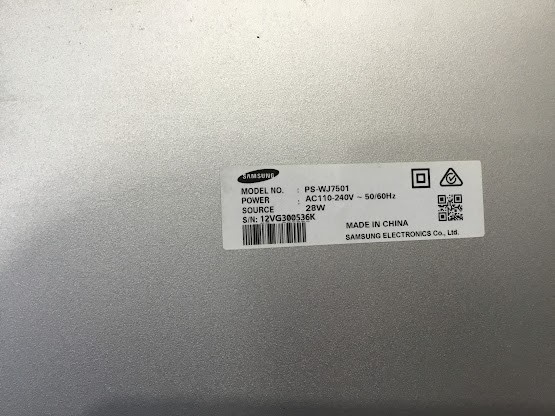 SAMSUNG
MODEL NO. : PS-WJ7501
POWER : AC110-240V ~ 50/60Hz
SOURCE 28W
S/N: 12VG300536K
MADE IN CHINA
SAMSUNG ELECTRONICS Co., Ltd.